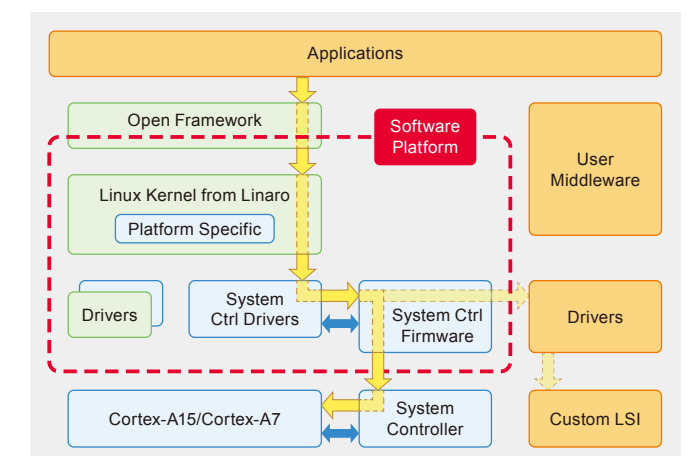 Applications
Open Framework
Software
Platform
User
Middleware
Linux Kernel from Linaro
Platform Specific
Drivers
System
Ctrl Drivers
System Ctrl
Firmware
Drivers
Cortex-A15/Cortex-A7
System
Controller
Custom LSI